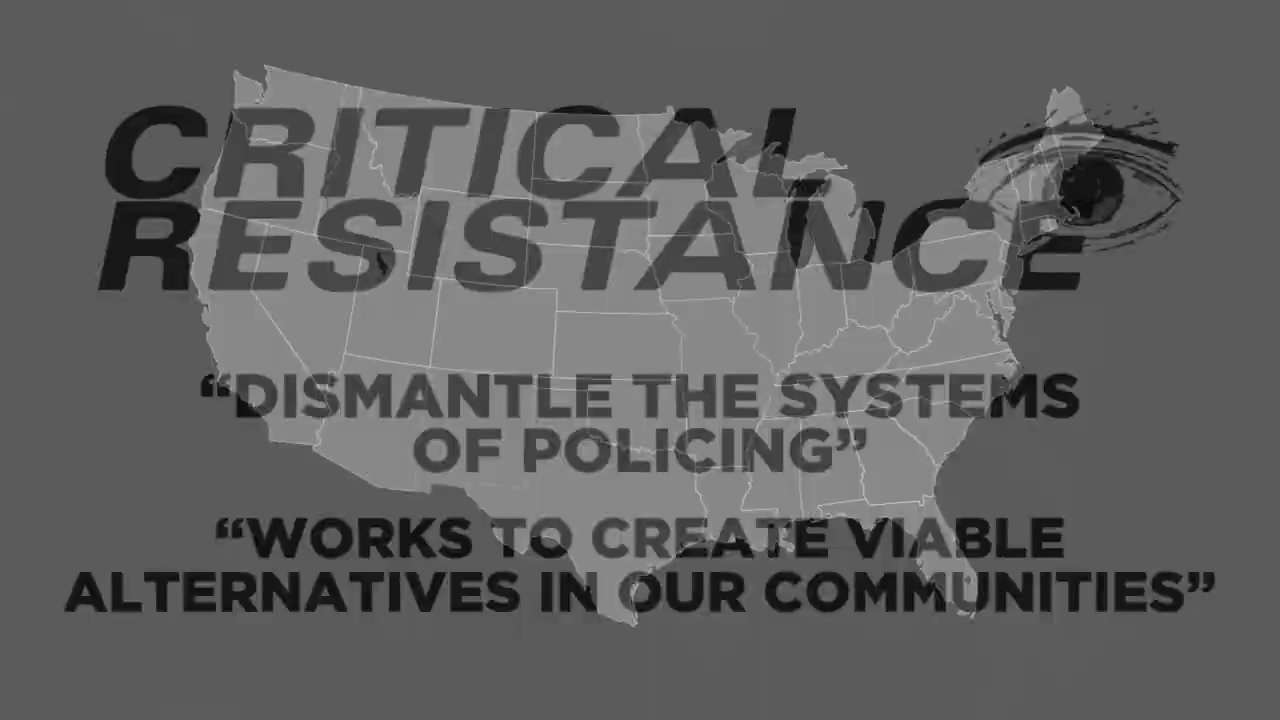 CRITICAL
RESISTANCE
“DISMANTLE THE SYSTEMS
OF POLICING”
“WORKS TO CREATE VIABLE
ALTERNATIVES IN OUR COMMUNITIES”